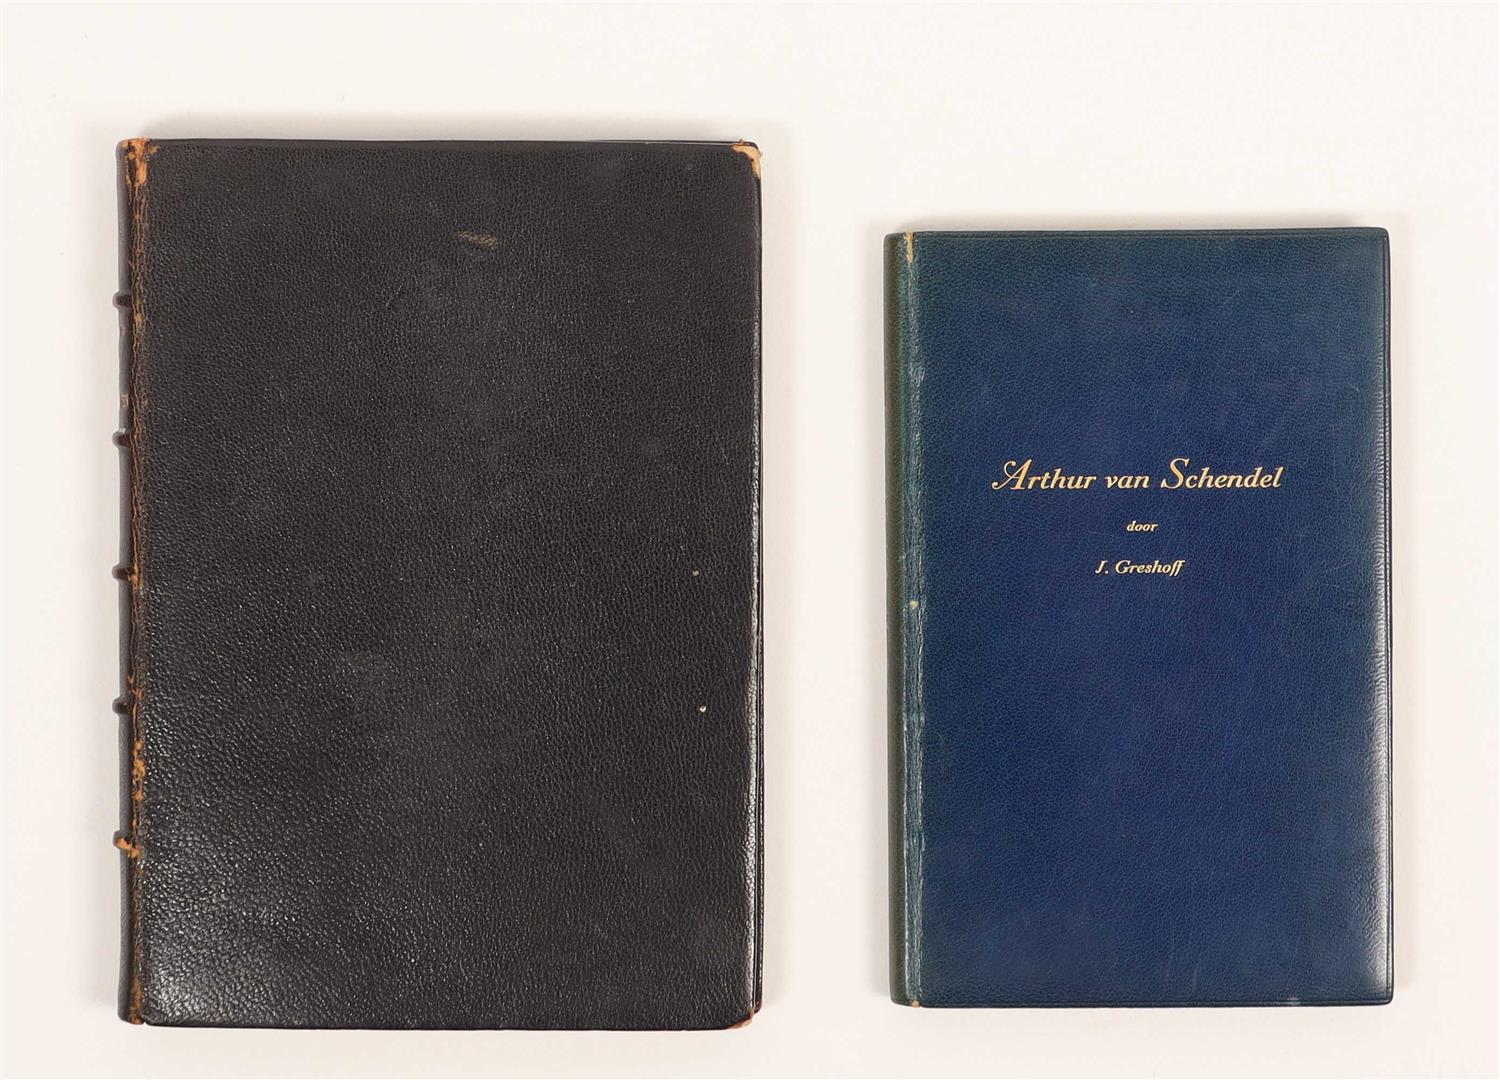 Arthur van Schendel
door
J. Greshoff